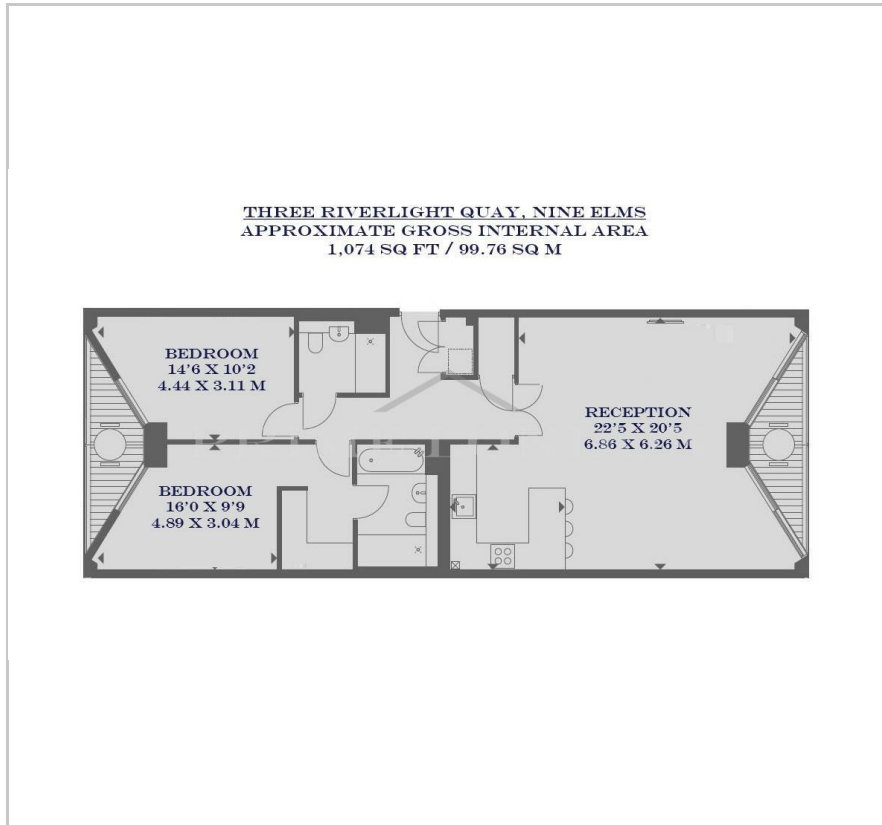 THREE RIVERLIGHT QUAY, NINE ELMS
APPROXIMATE GROSS INTERNAL AREA
1,074 SQ FT / 99.76 SQ M
BEDROOM
14'6 X 10'2
4.44 X 3.11 M
RECEPTION
22'5 X 20'5
6.86 X 6.26 M
BEDROOM
16'0 X 9'9
4.89 X 3.04 M